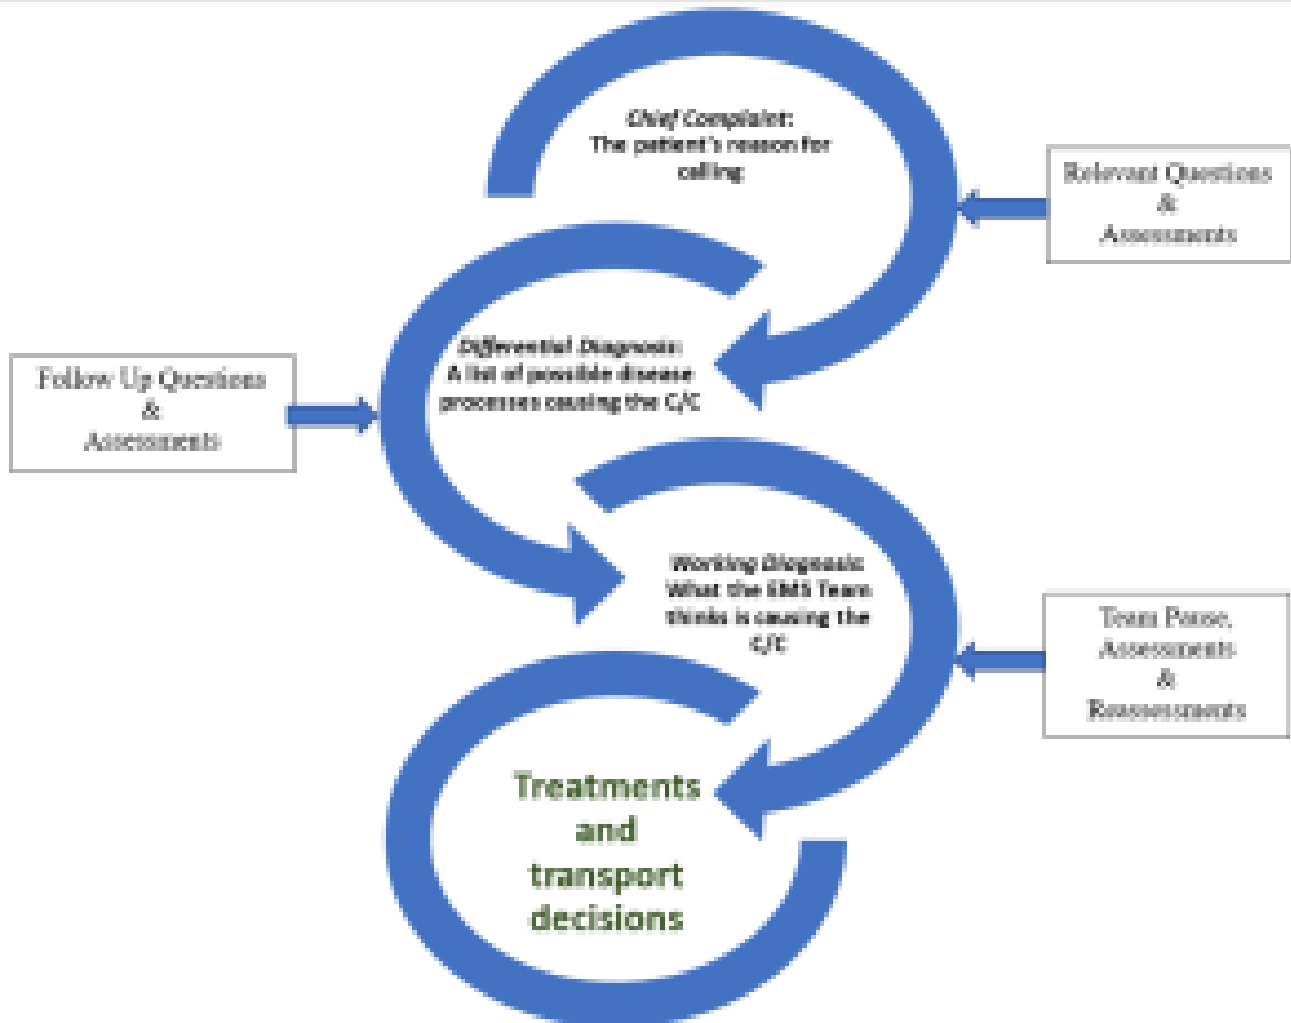 Chief Complaint:
The patient's reason for
calling
Relevant Questions
&
Assessments
Differential Diagnosis:
A list of possible disease
processes causing the C/C
Follow Up Questions
&
Assessments
Working Diagnosis:
What the EMS Team
thinks is causing the
C/C
Team Pause,
Assessments
&
Reassessments
Treatments
and
transport
decisions